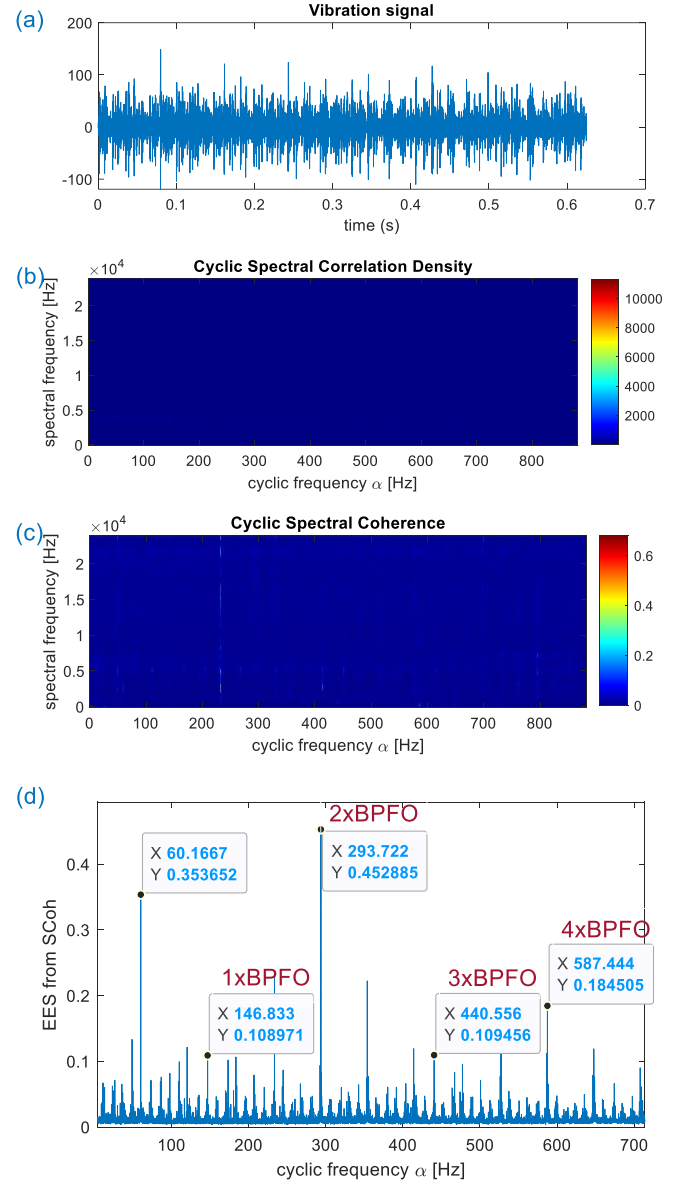 (a)
Vibration signal
200
100
0
-100
0 0.1 0.2 0.3 0.4 0.5 0.6 0.7
time (s)
(b)
×10⁴
Cyclic Spectral Correlation Density
spectral frequency [Hz]
2
1.5
1
0.5
0
0 100 200 300 400 500 600 700 800
cyclic frequency α [Hz]
10000
8000
6000
4000
2000
(c)
×10⁴
Cyclic Spectral Coherence
spectral frequency [Hz]
2
1.5
1
0.5
0
0 100 200 300 400 500 600 700 800
cyclic frequency α [Hz]
0.6
0.4
0.2
0
(d)
EES from SCoh
0.4
0.3
0.2
0.1
0
2xBPFO
X 60.1667
Y 0.353652
X 293.722
Y 0.452885
1xBPFO
X 146.833
Y 0.108971
3xBPFO
X 440.556
Y 0.109456
4xBPFO
X 587.444
Y 0.184505
100 200 300 400 500 600 700
cyclic frequency α [Hz]